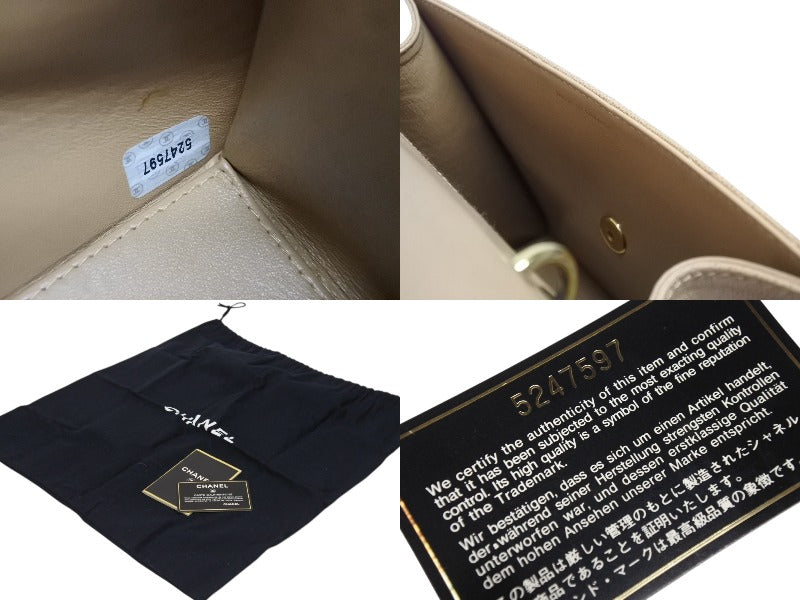 5247597
CHANEL
CHANEL
CHANEL
5247597
We certify the authenticity of this item and confirm
that it has been subjected to the most exacting quality
control. Its high quality is a symbol of the fine reputation
of the Trademark.
Wir bestätigen, dass es sich um einen Artikel handelt,
der während seiner Herstellung strengsten Kontrollen
unterworfen war und dessen erstklassige Qualität
dem hohen Ansehen unserer Marke entspricht.
の製品は厳しい管理のもとに製造されたシャネル
品であることを証明いたします。
ンド・マークは最高級品の象徴です。